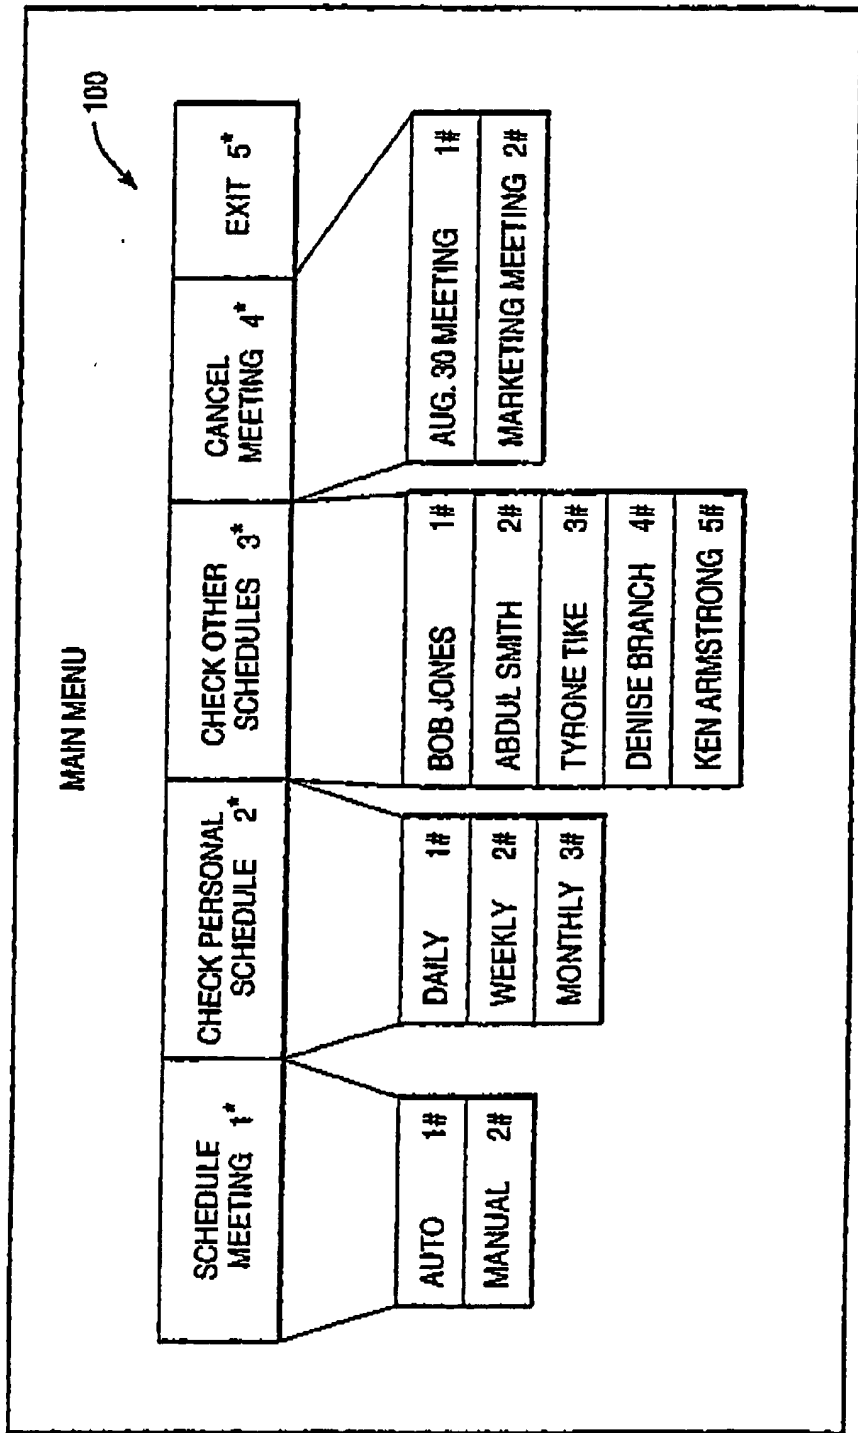 MAIN MENU
100
SCHEDULE
MEETING 1*
CHECK PERSONAL
SCHEDULE 2*
CHECK OTHER
SCHEDULES 3*
CANCEL
MEETING 4*
EXIT 5*
AUTO 1#
MANUAL 2#
DAILY 1#
WEEKLY 2#
MONTHLY 3#
BOB JONES 1#
ABDUL SMITH 2#
TYRONE TIKE 3#
DENISE BRANCH 4#
KEN ARMSTRONG 5#
AUG. 30 MEETING 1#
MARKETING MEETING 2#